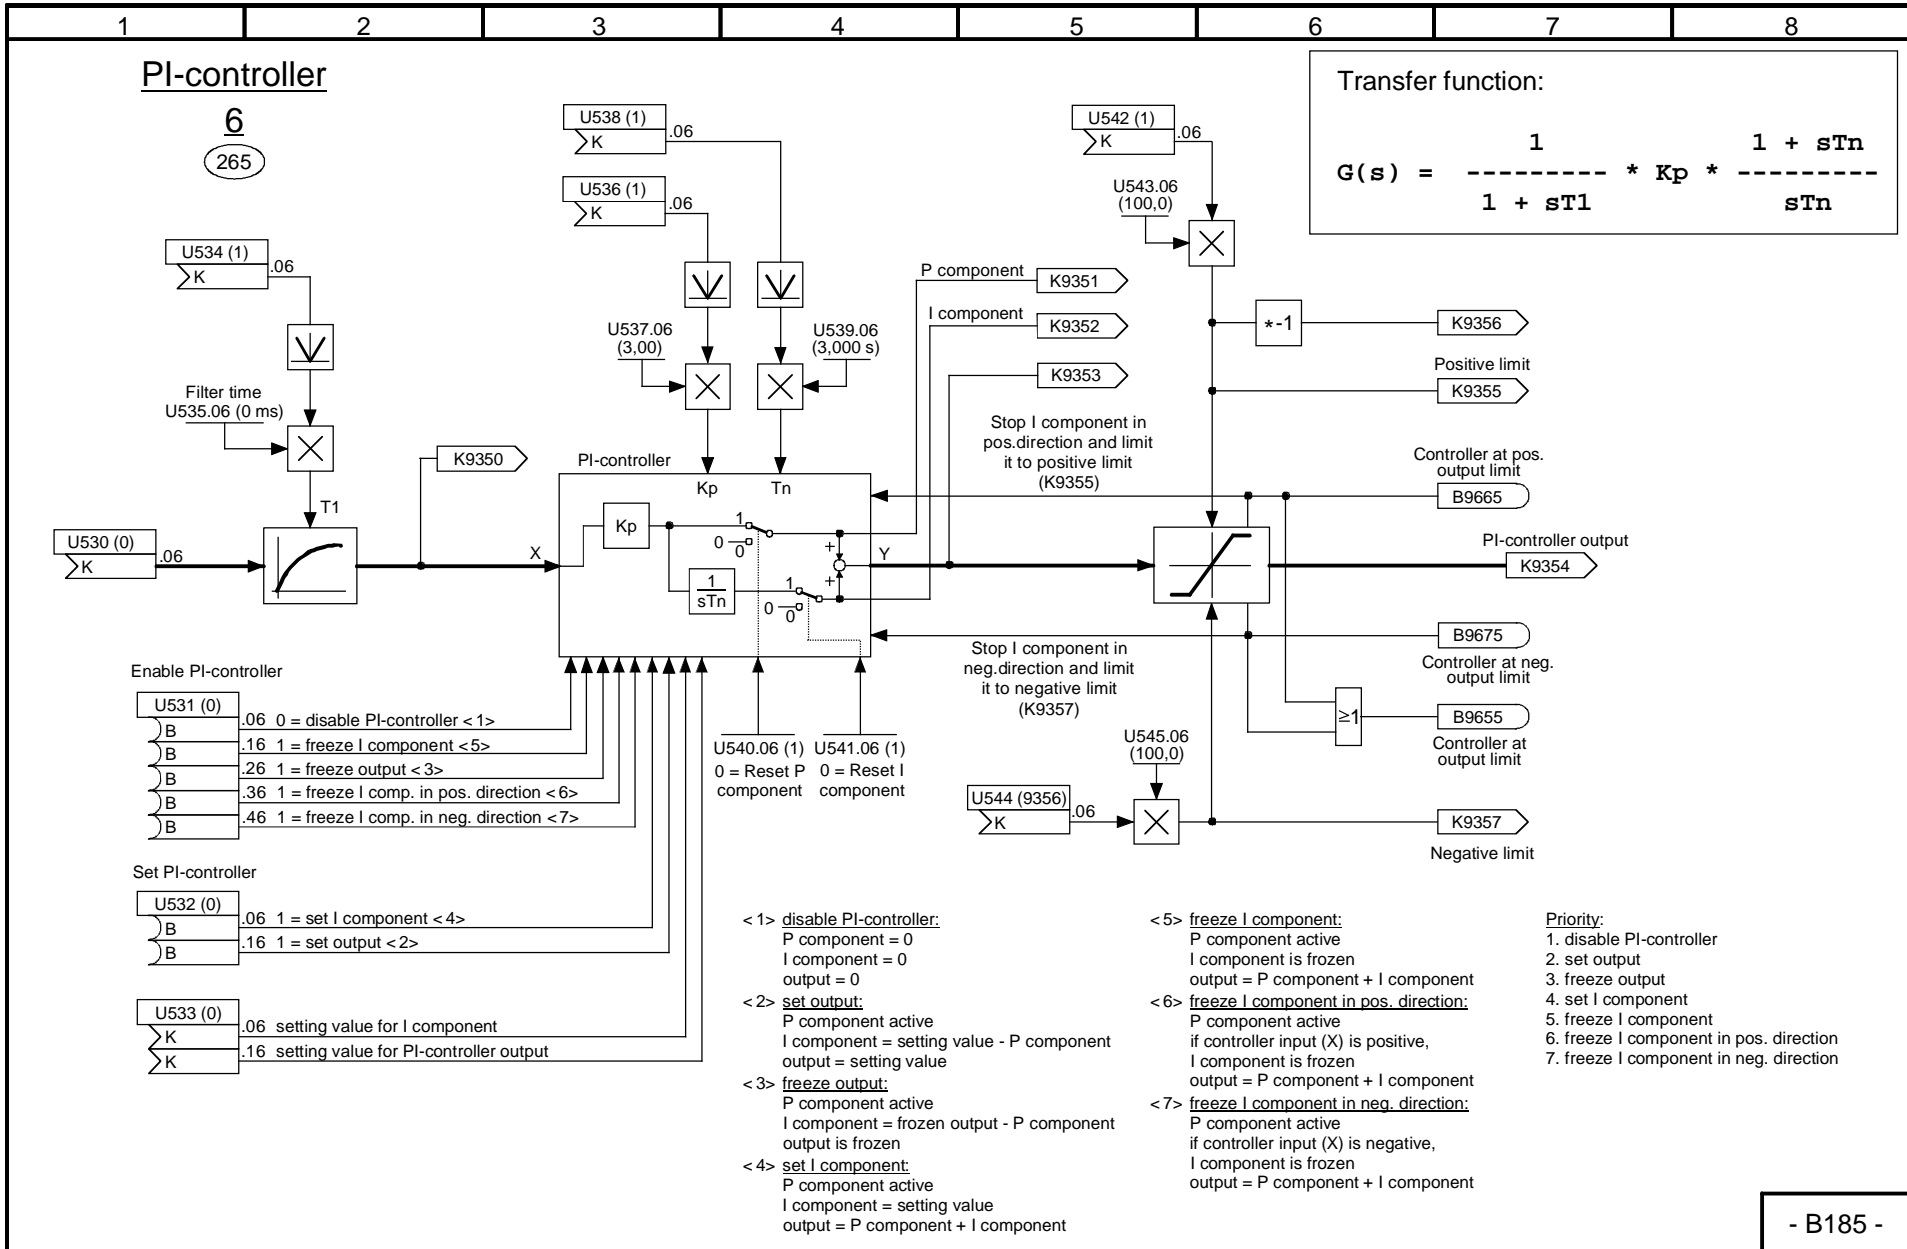 1 2 3 4 5 6 7 8
PI-controller
6
265
Transfer function:
1 1 + sTn
G(s) = --------- * Kp * ---------
1 + sT1 sTn
U538 (1)
K .06
U536 (1)
K .06
U542 (1)
K .06
U543.06
(100,0)
U534 (1)
K .06
P component K9351
I component K9352
K9353
*-1
K9356
Positive limit
K9355
U537.06
(3,00)
U539.06
(3,000 s)
Filter time
U535.06 (0 ms)
K9350
T1
Stop I component in
pos.direction and limit
it to positive limit
(K9355)
Controller at pos.
output limit
B9665
PI-controller
Kp Tn
U530 (0)
K .06
X
Kp
1
0
0
+
+
Y
1
sTn
1
0
0
PI-controller output
K9354
B9675
Controller at neg.
output limit
Stop I component in
neg.direction and limit
it to negative limit
(K9357)
≥1
B9655
Controller at
output limit
Enable PI-controller
U531 (0)
B .06 0 = disable PI-controller <1>
B .16 1 = freeze I component <5>
B .26 1 = freeze output <3>
B .36 1 = freeze I comp. in pos. direction <6>
B .46 1 = freeze I comp. in neg. direction <7>
U540.06 (1)
0 = Reset P
component
U541.06 (1)
0 = Reset I
component
U545.06
(100,0)
U544 (9356)
K .06
K9357
Negative limit
Set PI-controller
U532 (0)
B .06 1 = set I component <4>
B .16 1 = set output <2>
U533 (0)
K .06 setting value for I component
K .16 setting value for PI-controller output
<1> disable PI-controller:
P component = 0
I component = 0
output = 0
<2> set output:
P component active
I component = setting value - P component
output = setting value
<3> freeze output:
P component active
I component = frozen output - P component
output is frozen
<4> set I component:
P component active
I component = setting value
output = P component + I component
<5> freeze I component:
P component active
I component is frozen
output = P component + I component
<6> freeze I component in pos. direction:
P component active
if controller input (X) is positive,
I component is frozen
output = P component + I component
<7> freeze I component in neg. direction:
P component active
if controller input (X) is negative,
I component is frozen
output = P component + I component
Priority:
1. disable PI-controller
2. set output
3. freeze output
4. set I component
5. freeze I component
6. freeze I component in pos. direction
7. freeze I component in neg. direction
- B185 -